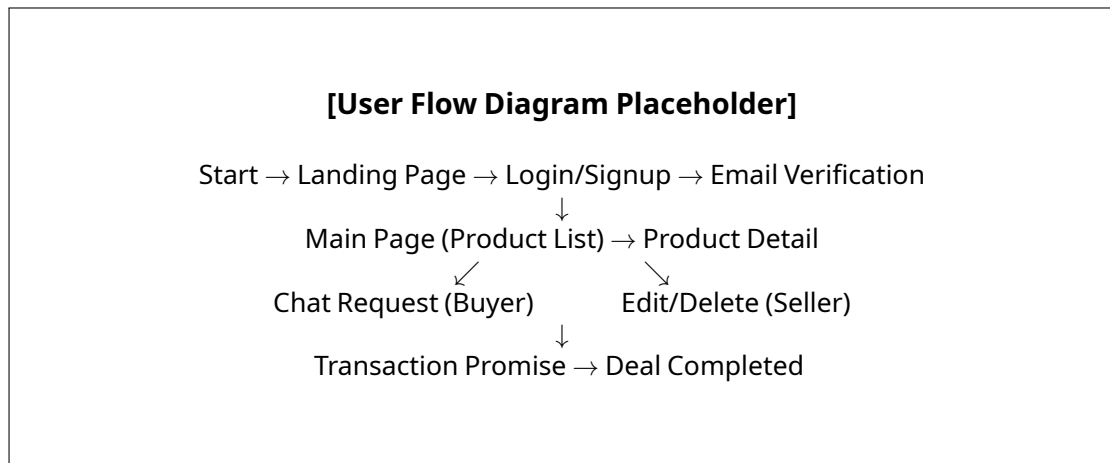 [User Flow Diagram Placeholder]
Start → Landing Page → Login/Signup → Email Verification
↓
Main Page (Product List) → Product Detail
↙ ↘
Chat Request (Buyer) Edit/Delete (Seller)
↓
Transaction Promise → Deal Completed